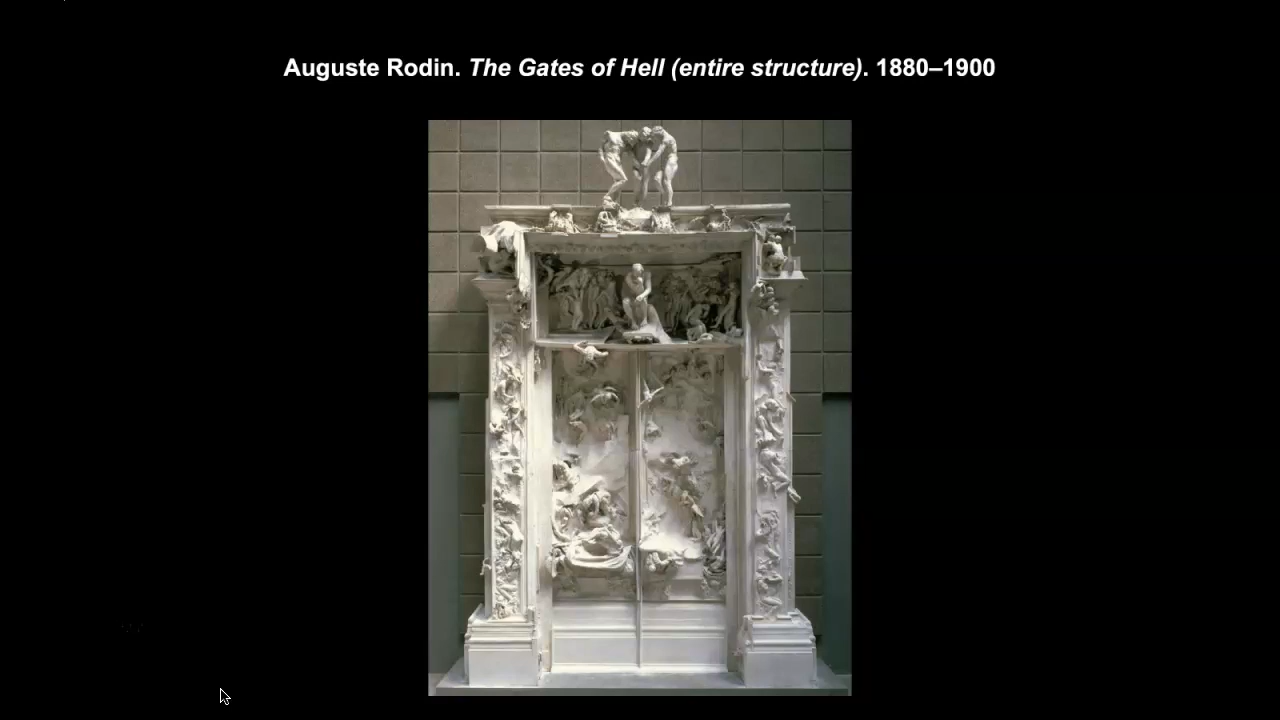 Auguste Rodin. The Gates of Hell (entire structure). 1880–1900